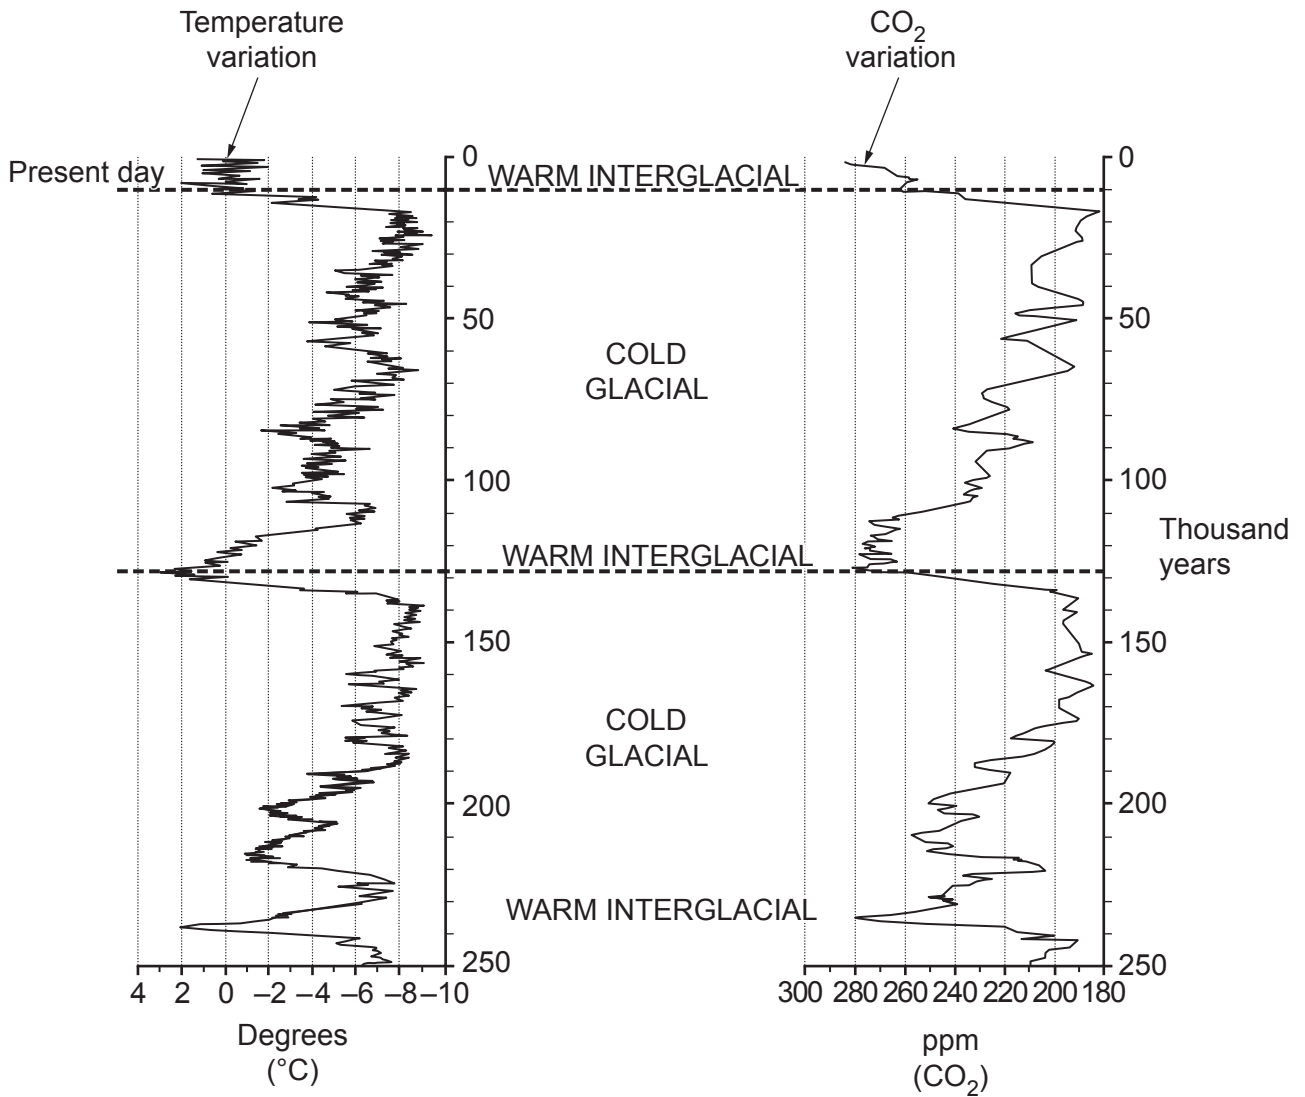 Temperature
variation
CO2
variation
Present day
WARM INTERGLACIAL
0
0
50
50
COLD
GLACIAL
100
100
Thousand
years
WARM INTERGLACIAL
150
150
COLD
GLACIAL
200
200
WARM INTERGLACIAL
250
250
4 2 0 –2 –4 –6 –8 –10
300 280 260 240 220 200 180
Degrees
(°C)
ppm
(CO2)